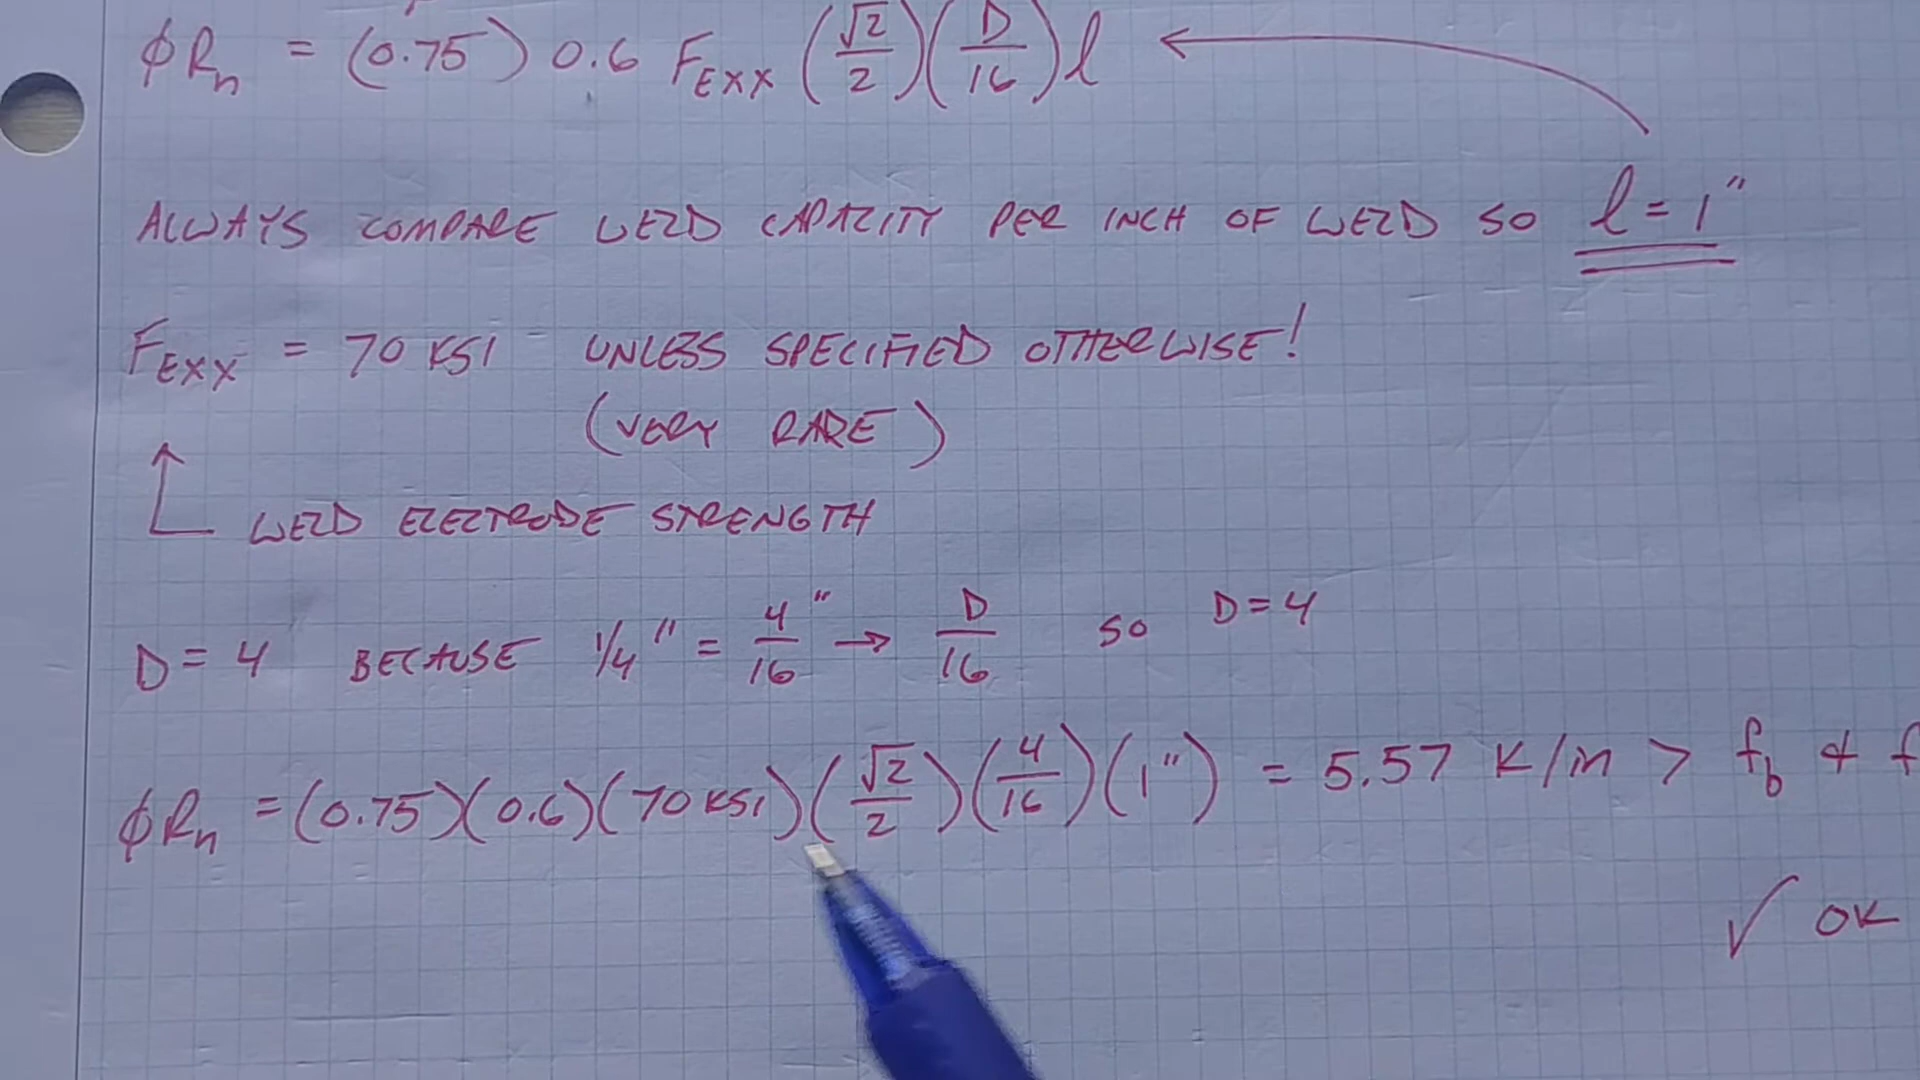 ϕRn = (0.75) 0.6 FEXX (√2/2)(D/16) l
ALWAYS COMPARE WELD CAPACITY PER INCH OF WELD SO l = 1"
FEXX = 70 KSI UNLESS SPECIFIED OTHERWISE!
(VERY RARE)
WELD ELECTRODE STRENGTH
D = 4 BECAUSE 1/4" = 4/16" → D/16 SO D = 4
ϕRn = (0.75)(0.6)(70 KSI)(√2/2)(4/16)(1") = 5.57 K/in > fb & f
✓ OK